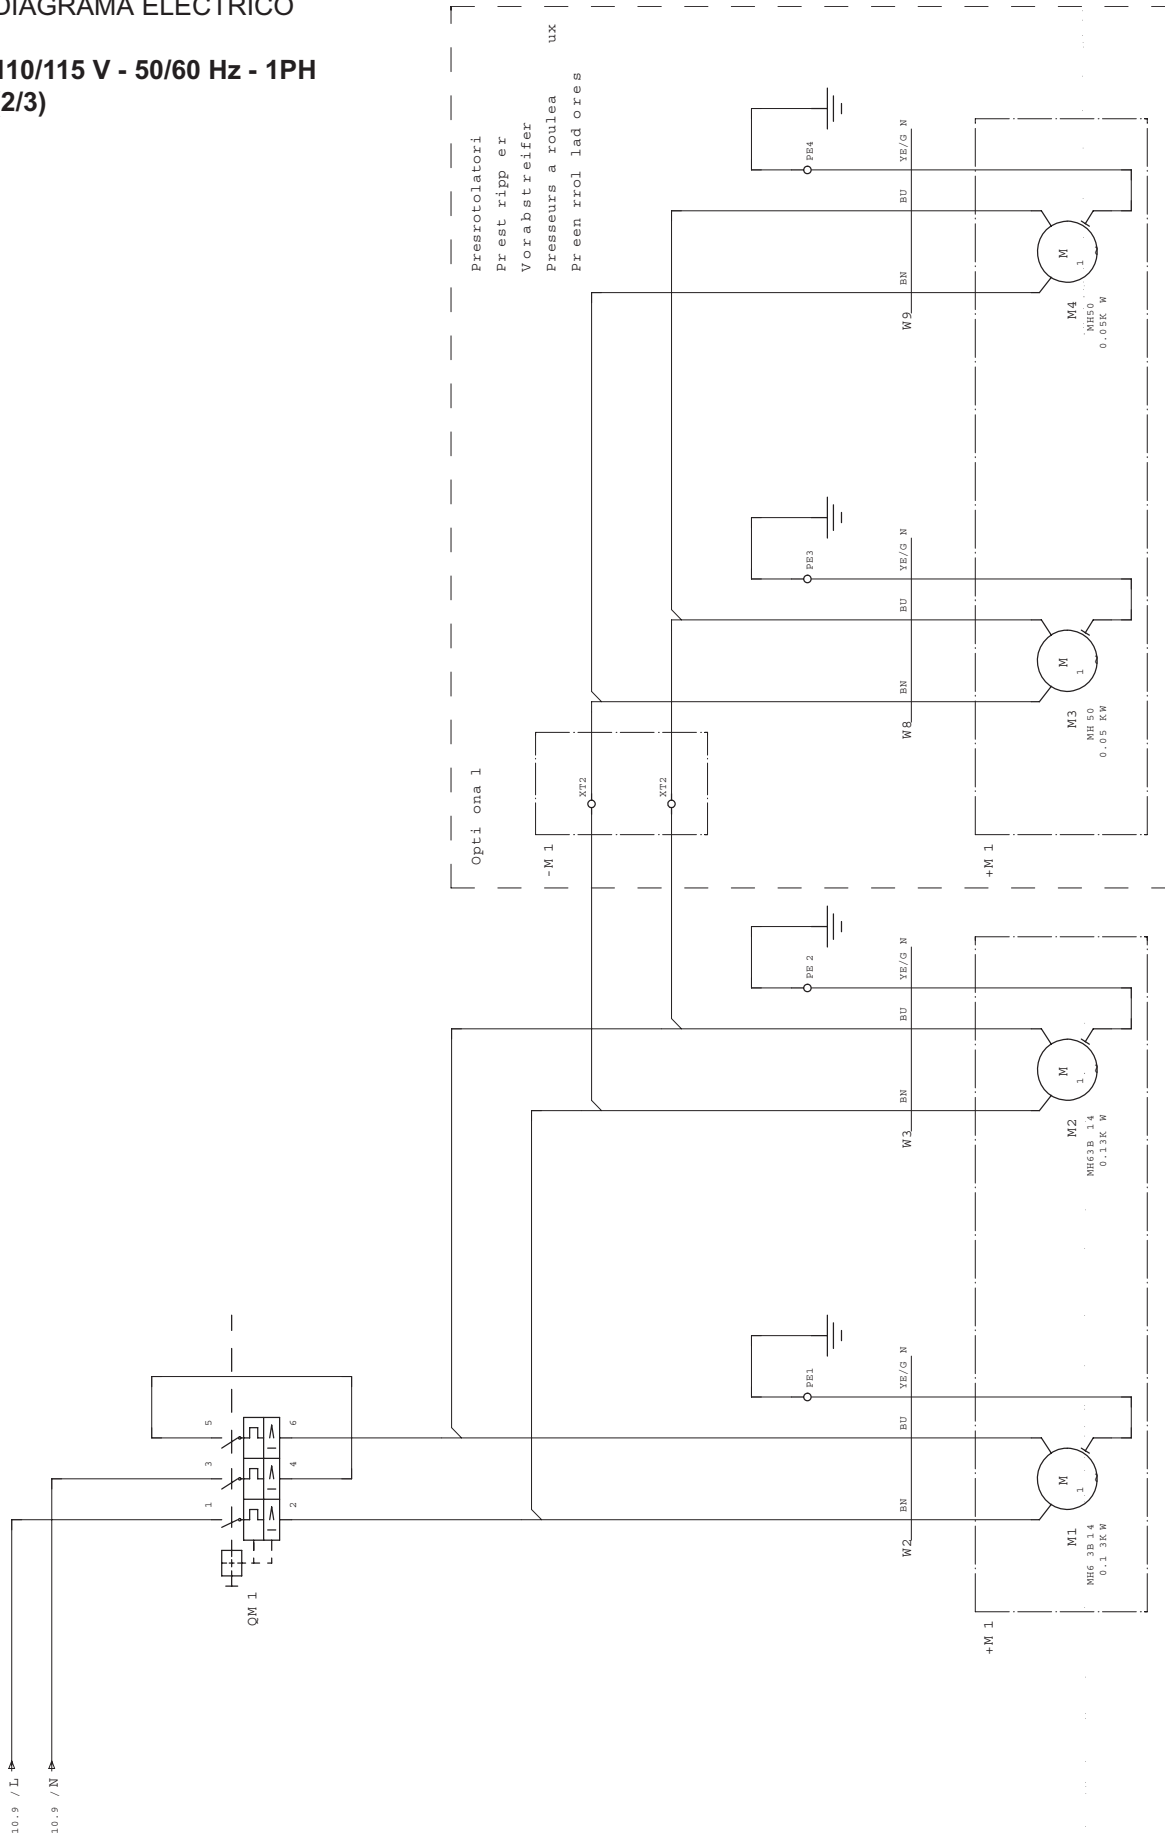 DIAGRAMA ELECTRICO
110/115 V - 50/60 Hz - 1PH
2/3)
Presrotolatori
Prest ripp er
Vorabstreifer
Presseurs a roulea ux
Preen rrol lad ores
Opti ona l
-M 1
XT2
XT2
PE4
YE/G N
BU
BN
W9
M
1
M4
MH50
0.05K W
PE3
YE/G N
BU
BN
W8
M
1
M3
MH 50
0.05 KW
+M 1
PE 2
YE/G N
BU
BN
W3
M
1
M2
MH63B 14
0.13K W
PE1
YE/G N
BU
BN
W2
M
1
M1
MH6 3B 14
0.1 3K W
+M 1
5
3
1
6
4
2
QM 1
10.9 / L
10.9 / N